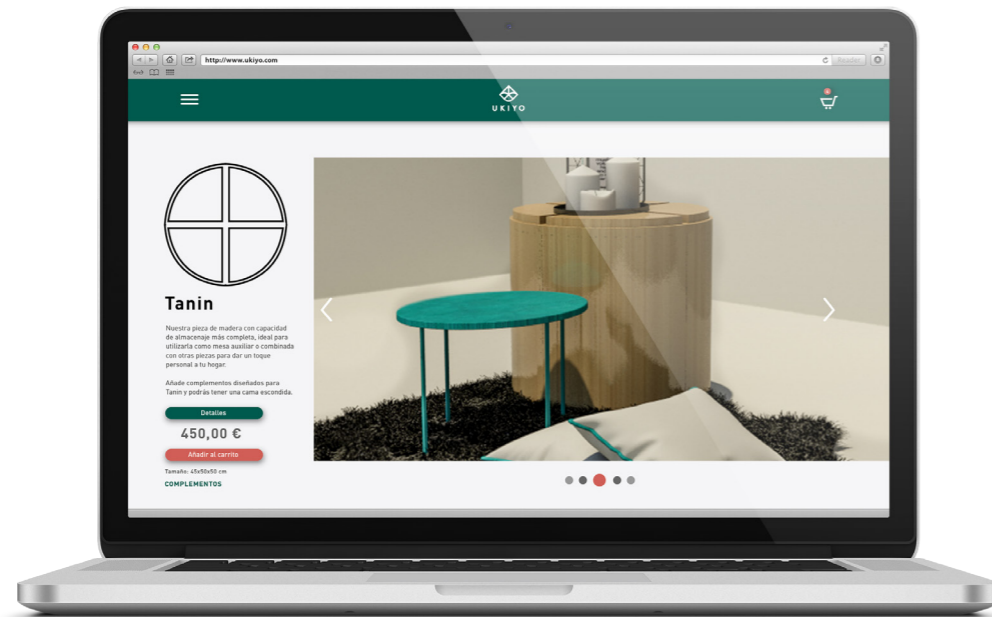 http://www.ukiyo.com
Reader
UKIYO
Tanin
Nuestra pieza de madera con capacidad
de almacenaje más completa, ideal para
utilizarla como mesa auxiliar o combinada
con otras piezas para dar un toque
personal a tu hogar.
Añade complementos diseñados para
Tanin y podrás tener una cama escondida.
Detalles
450,00 €
Añadir al carrito
Tamaño: 45x50x50 cm
COMPLEMENTOS